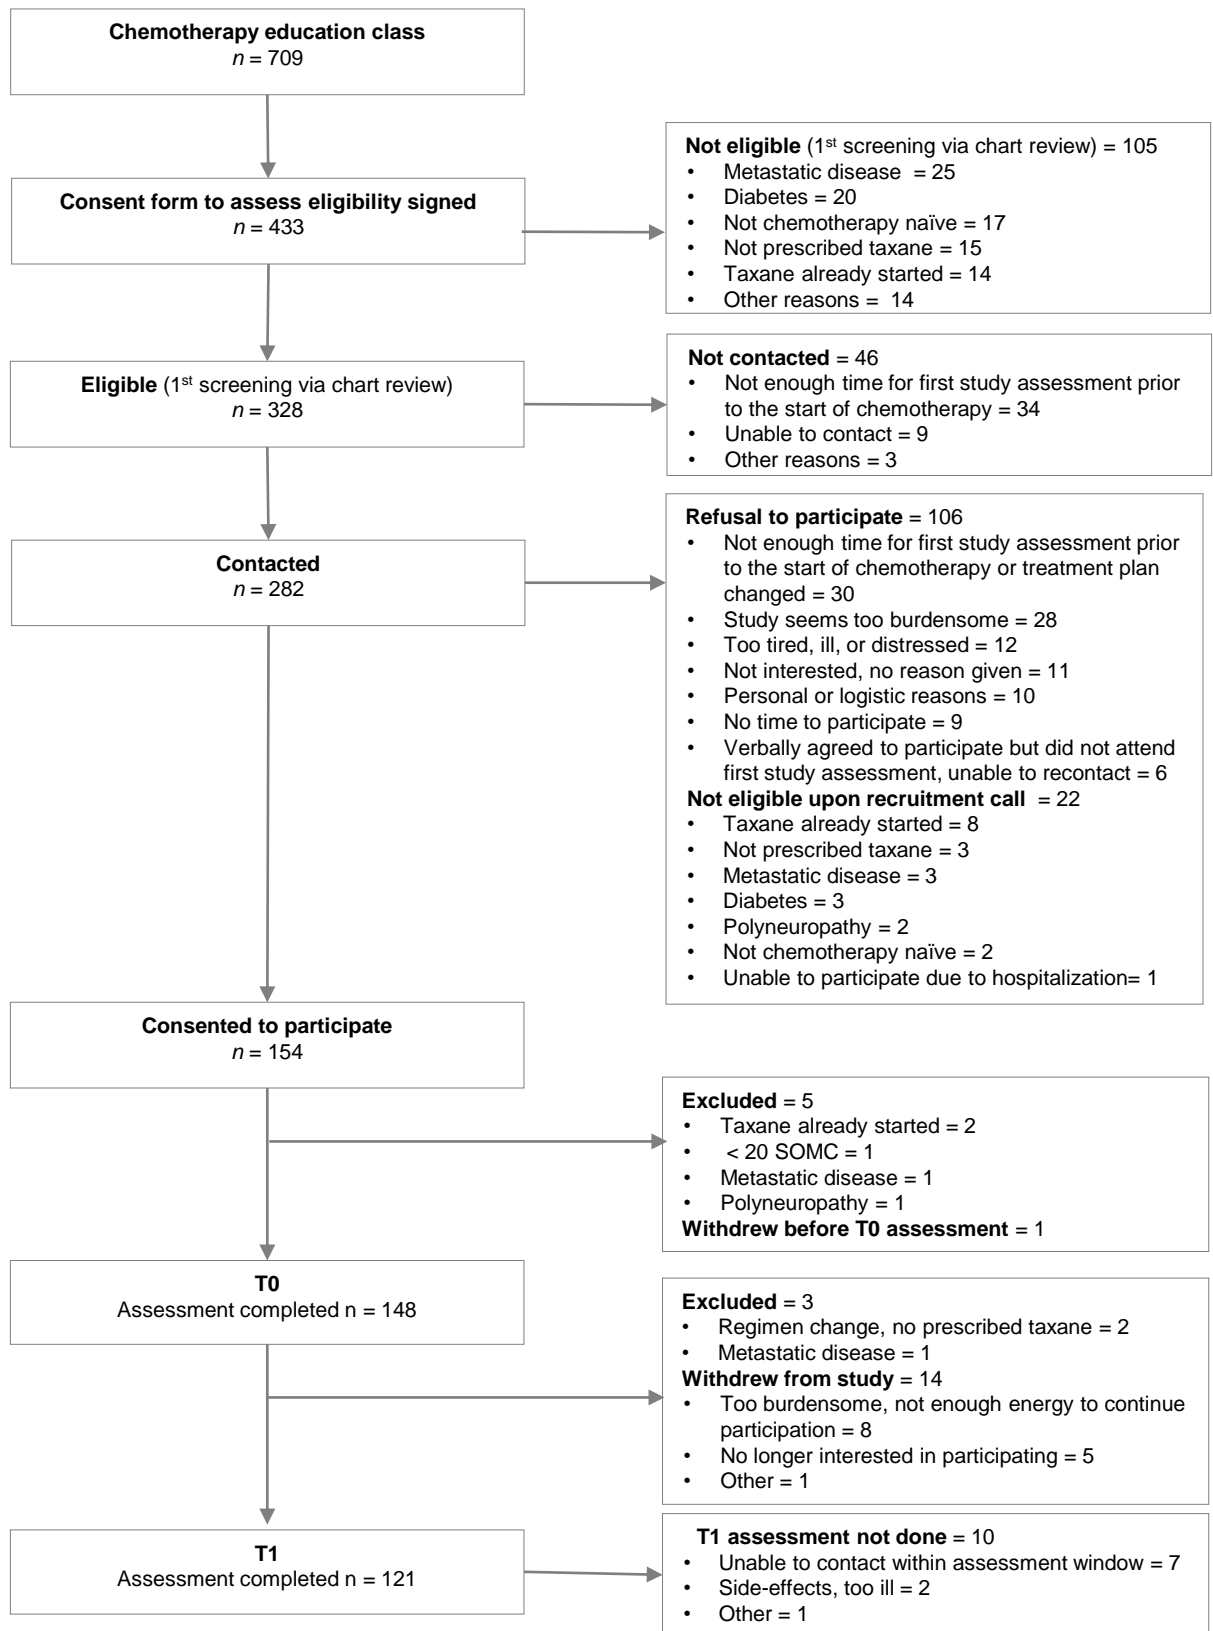 Chemotherapy education class
n = 709
Not eligible (1st screening via chart review) = 105
• Metastatic disease = 25
• Diabetes = 20
• Not chemotherapy naïve = 17
• Not prescribed taxane = 15
• Taxane already started = 14
• Other reasons = 14
Consent form to assess eligibility signed
n = 433
Not contacted = 46
• Not enough time for first study assessment prior
to the start of chemotherapy = 34
• Unable to contact = 9
• Other reasons = 3
Eligible (1st screening via chart review)
n = 328
Refusal to participate = 106
• Not enough time for first study assessment prior
to the start of chemotherapy or treatment plan
changed = 30
• Study seems too burdensome = 28
• Too tired, ill, or distressed = 12
• Not interested, no reason given = 11
• Personal or logistic reasons = 10
• No time to participate = 9
• Verbally agreed to participate but did not attend
first study assessment, unable to recontact = 6
Not eligible upon recruitment call = 22
• Taxane already started = 8
• Not prescribed taxane = 3
• Metastatic disease = 3
• Diabetes = 3
• Polyneuropathy = 2
• Not chemotherapy naïve = 2
• Unable to participate due to hospitalization= 1
Contacted
n = 282
Consented to participate
n = 154
Excluded = 5
• Taxane already started = 2
• < 20 SOMC = 1
• Metastatic disease = 1
• Polyneuropathy = 1
Withdrew before T0 assessment = 1
T0
Assessment completed n = 148
Excluded = 3
• Regimen change, no prescribed taxane = 2
• Metastatic disease = 1
Withdrew from study = 14
• Too burdensome, not enough energy to continue
participation = 8
• No longer interested in participating = 5
• Other = 1
T1
Assessment completed n = 121
T1 assessment not done = 10
• Unable to contact within assessment window = 7
• Side-effects, too ill = 2
• Other = 1